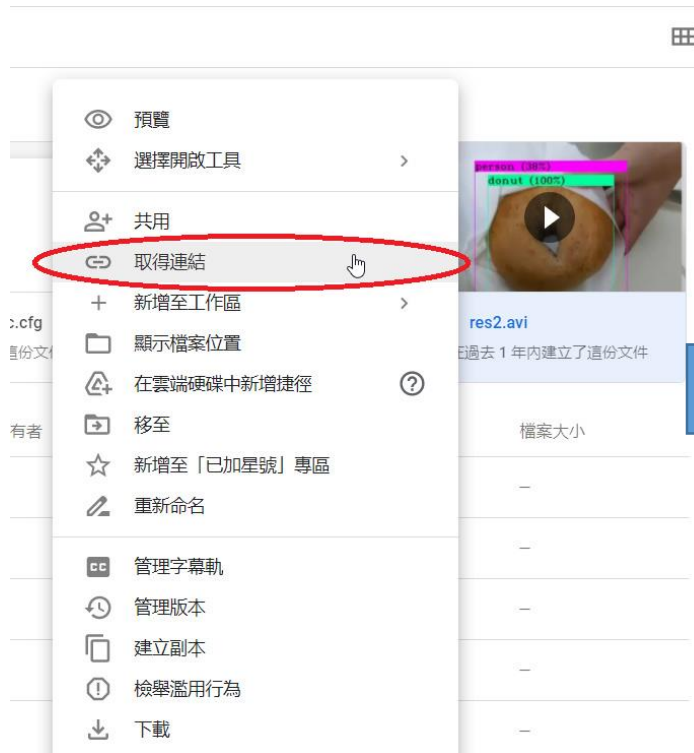 預覽
選擇開啟工具
共用
取得連結
新增至工作區
顯示檔案位置
在雲端硬碟中新增捷徑
移至
新增至「已加星號」專區
重新命名
CC
管理字幕軌
管理版本
建立副本
檢舉濫用行為
下載
person (38%)
donut (100%)
c.cfg
這份文
res2.avi
過去 1 年內建立了這份文件
有者
檔案大小
–
–
–
–
–